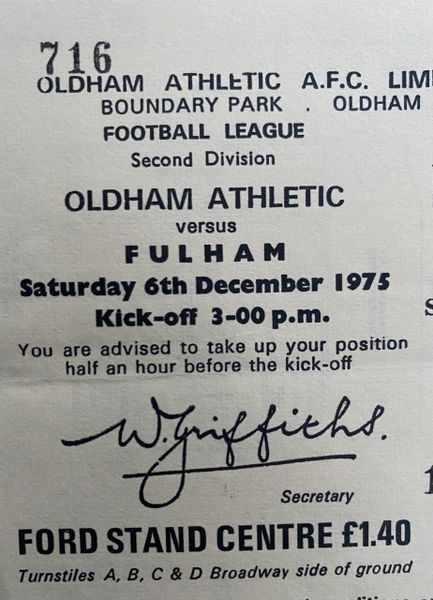 716
OLDHAM ATHLETIC A.F.C. LIM
BOUNDARY PARK . OLDHAM
FOOTBALL LEAGUE
Second Division
OLDHAM ATHLETIC
versus
FULHAM
Saturday 6th December 1975
Kick-off 3-00 p.m.
You are advised to take up your position
half an hour before the kick-off
W. Griffiths.
Secretary
FORD STAND CENTRE £1.40
Turnstiles A, B, C & D Broadway side of ground